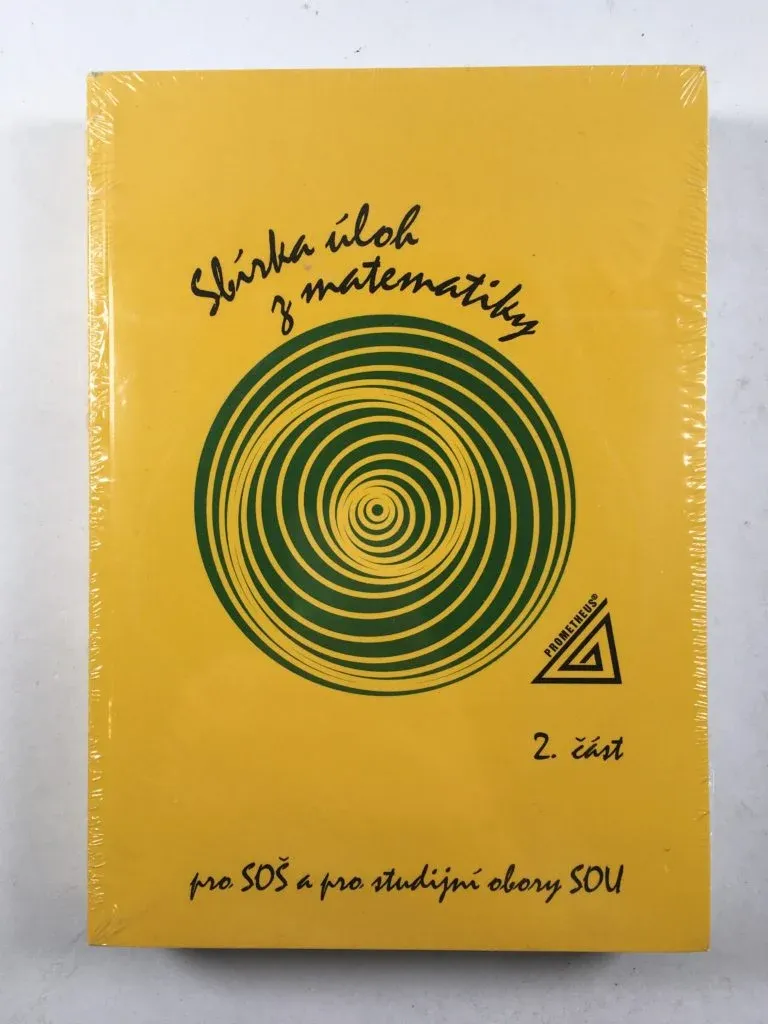 Sbírka úloh
z matematiky
PROMETHEUS®
2. část
pro SOŠ a pro studijní obory SOU